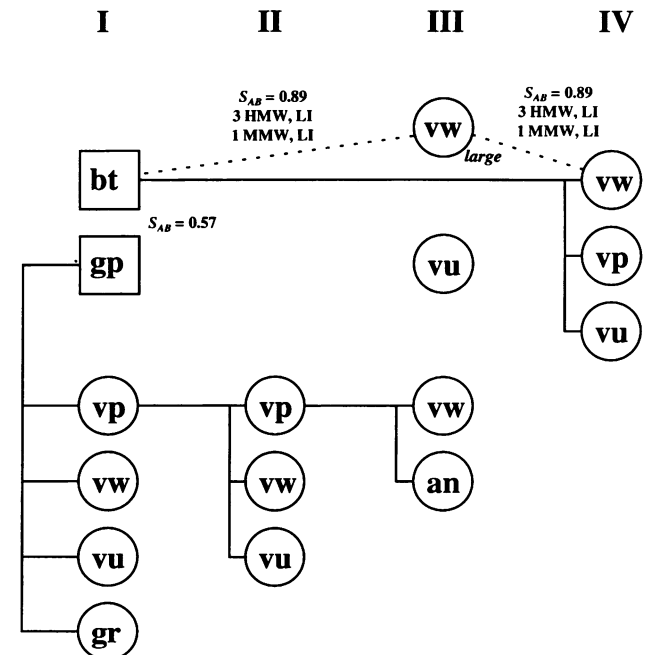 I II III IV
S_AB = 0.89
3 HMW, LI
1 MMW, LI
S_AB = 0.89
3 HMW, LI
1 MMW, LI
vw
large
bt
vw
S_AB = 0.57
gp
vu
vp
vu
vp
vp
vw
vw
vw
an
vu
vu
gr